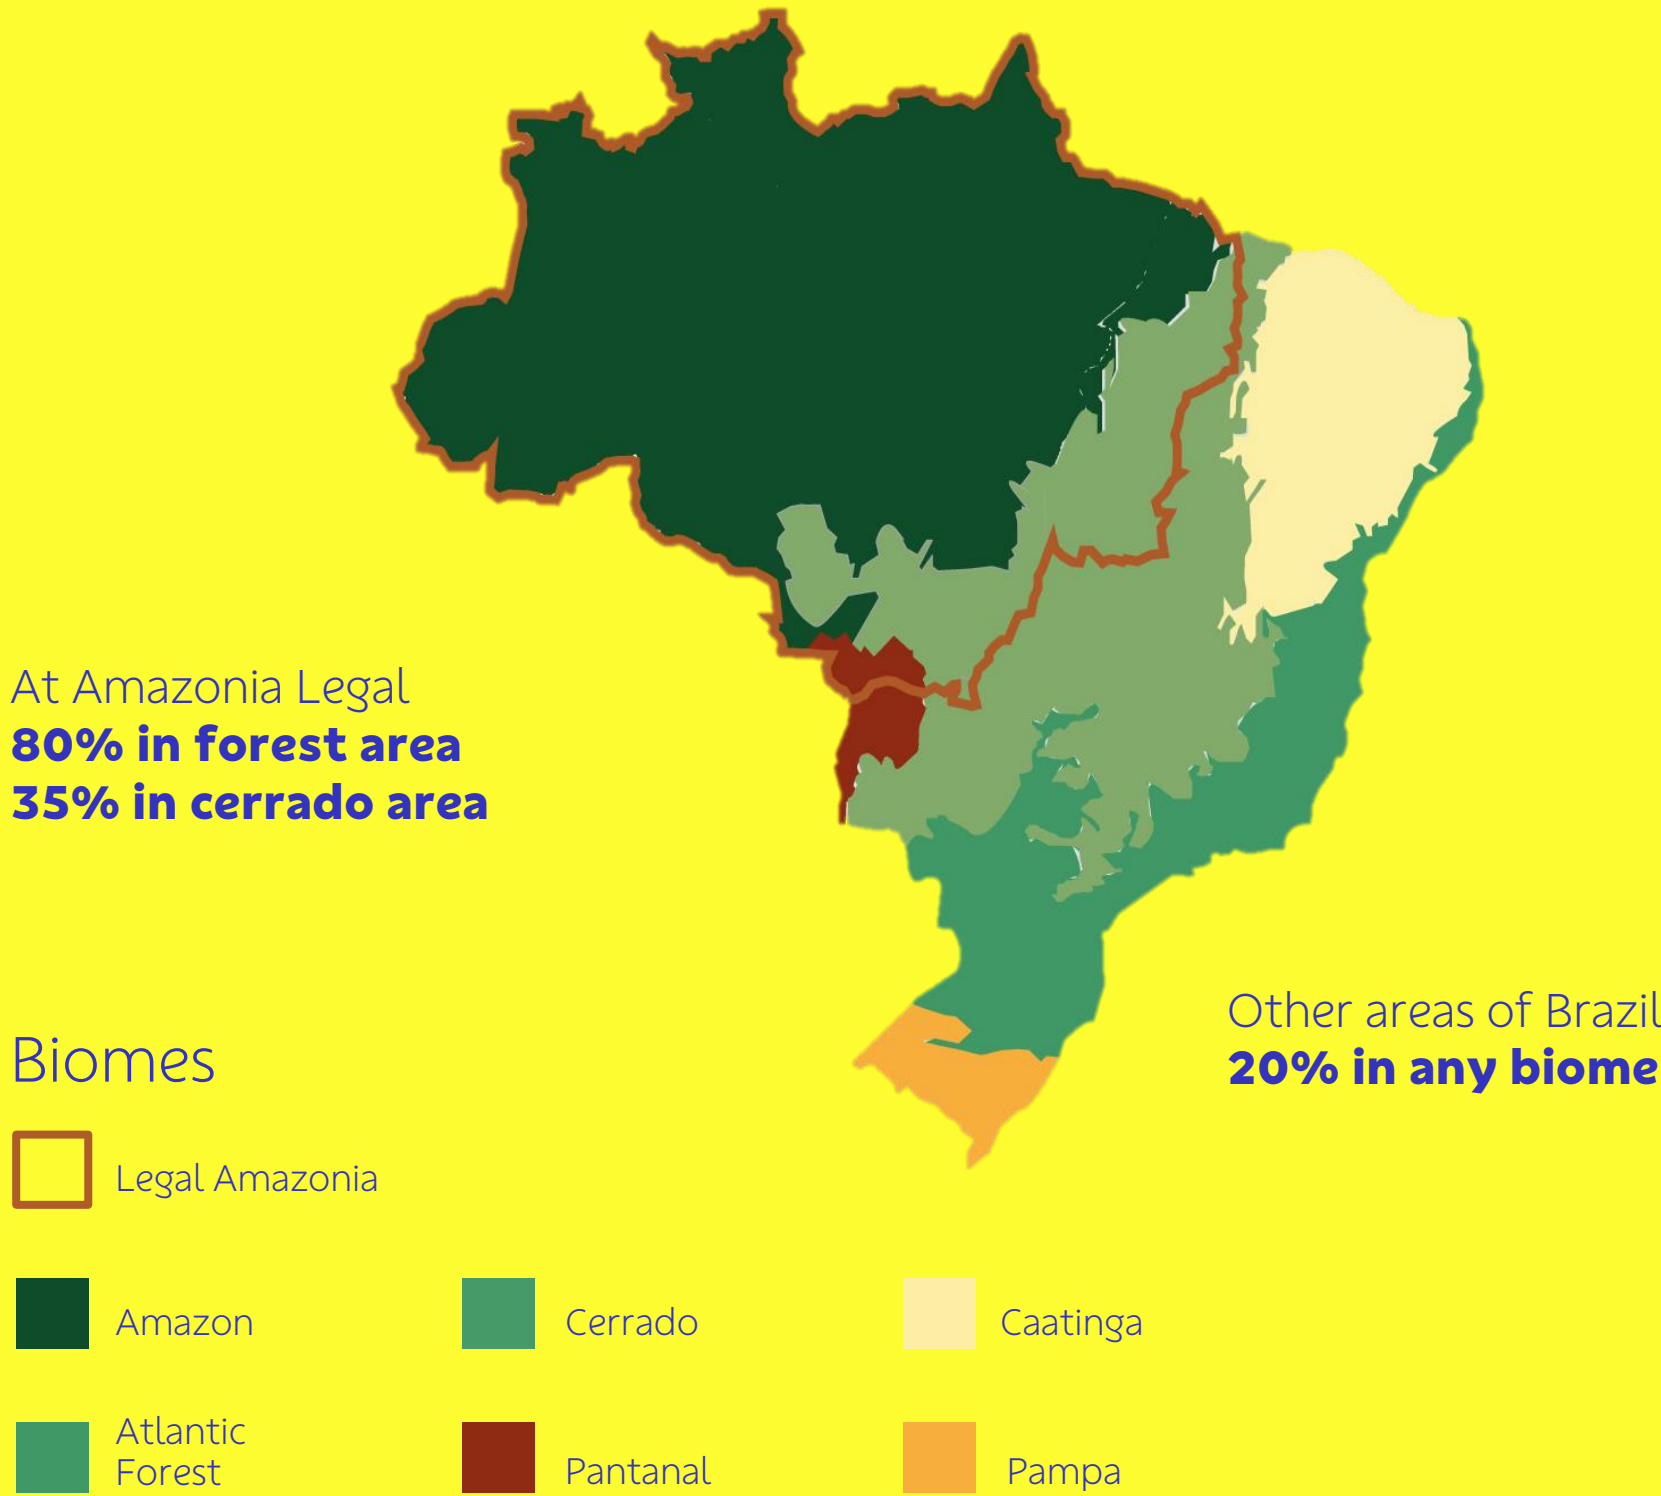 At Amazonia Legal
80% in forest area
35% in cerrado area
Other areas of Brazil
20% in any biome
Biomes
Legal Amazonia
Amazon
Cerrado
Caatinga
Atlantic
Forest
Pantanal
Pampa